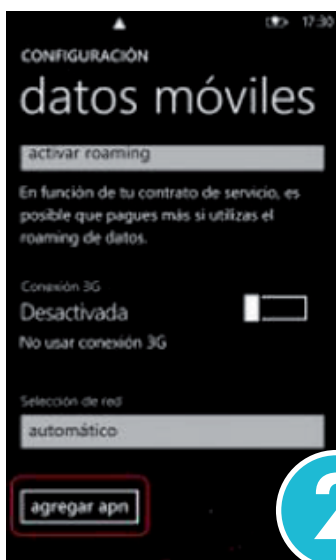 17:30
CONFIGURACIÓN
datos móviles
activar roaming
En función de tu contrato de servicio, es
posible que pagues más si utilizas el
roaming de datos.
Conexión 3G
Desactivada
No usar conexión 3G
Selección de red
automático
agregar apn
2